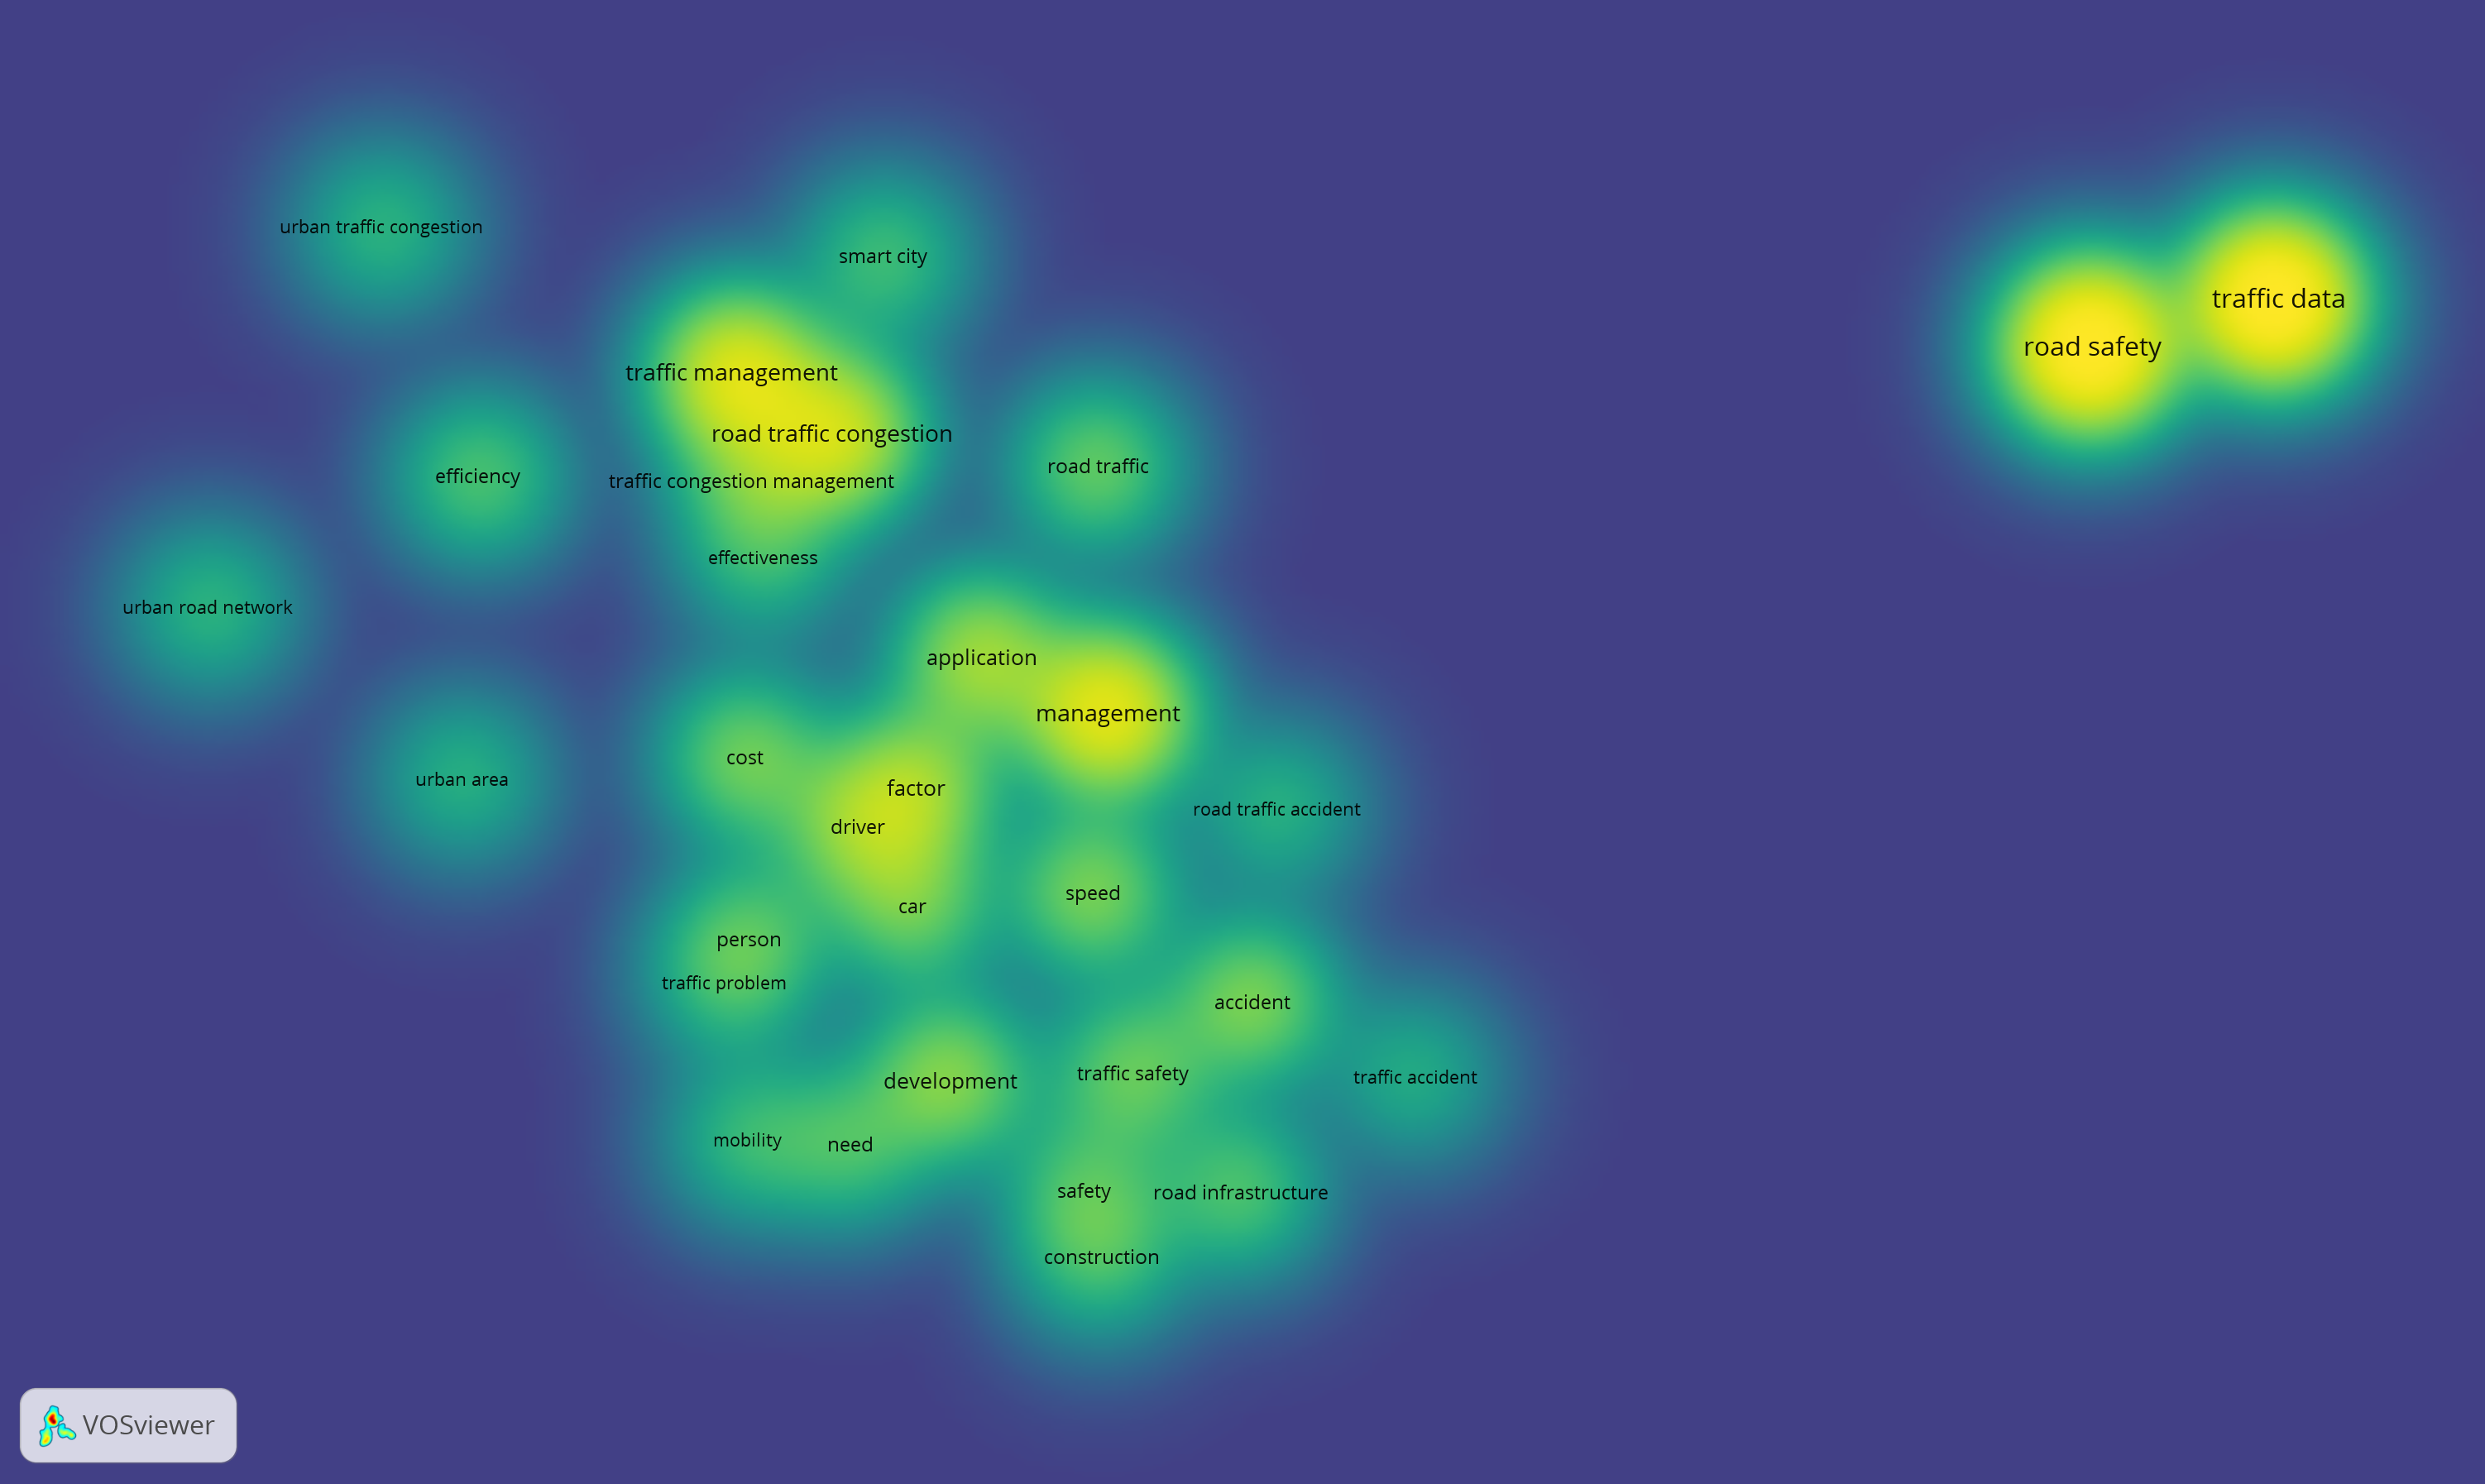 urban traffic congestion
smart city
traffic data
road safety
traffic management
road traffic congestion
road traffic
efficiency
traffic congestion management
effectiveness
urban road network
application
management
cost
urban area
factor
road traffic accident
driver
speed
car
person
traffic problem
accident
traffic safety
traffic accident
development
mobility
need
safety
road infrastructure
construction
VOSviewer